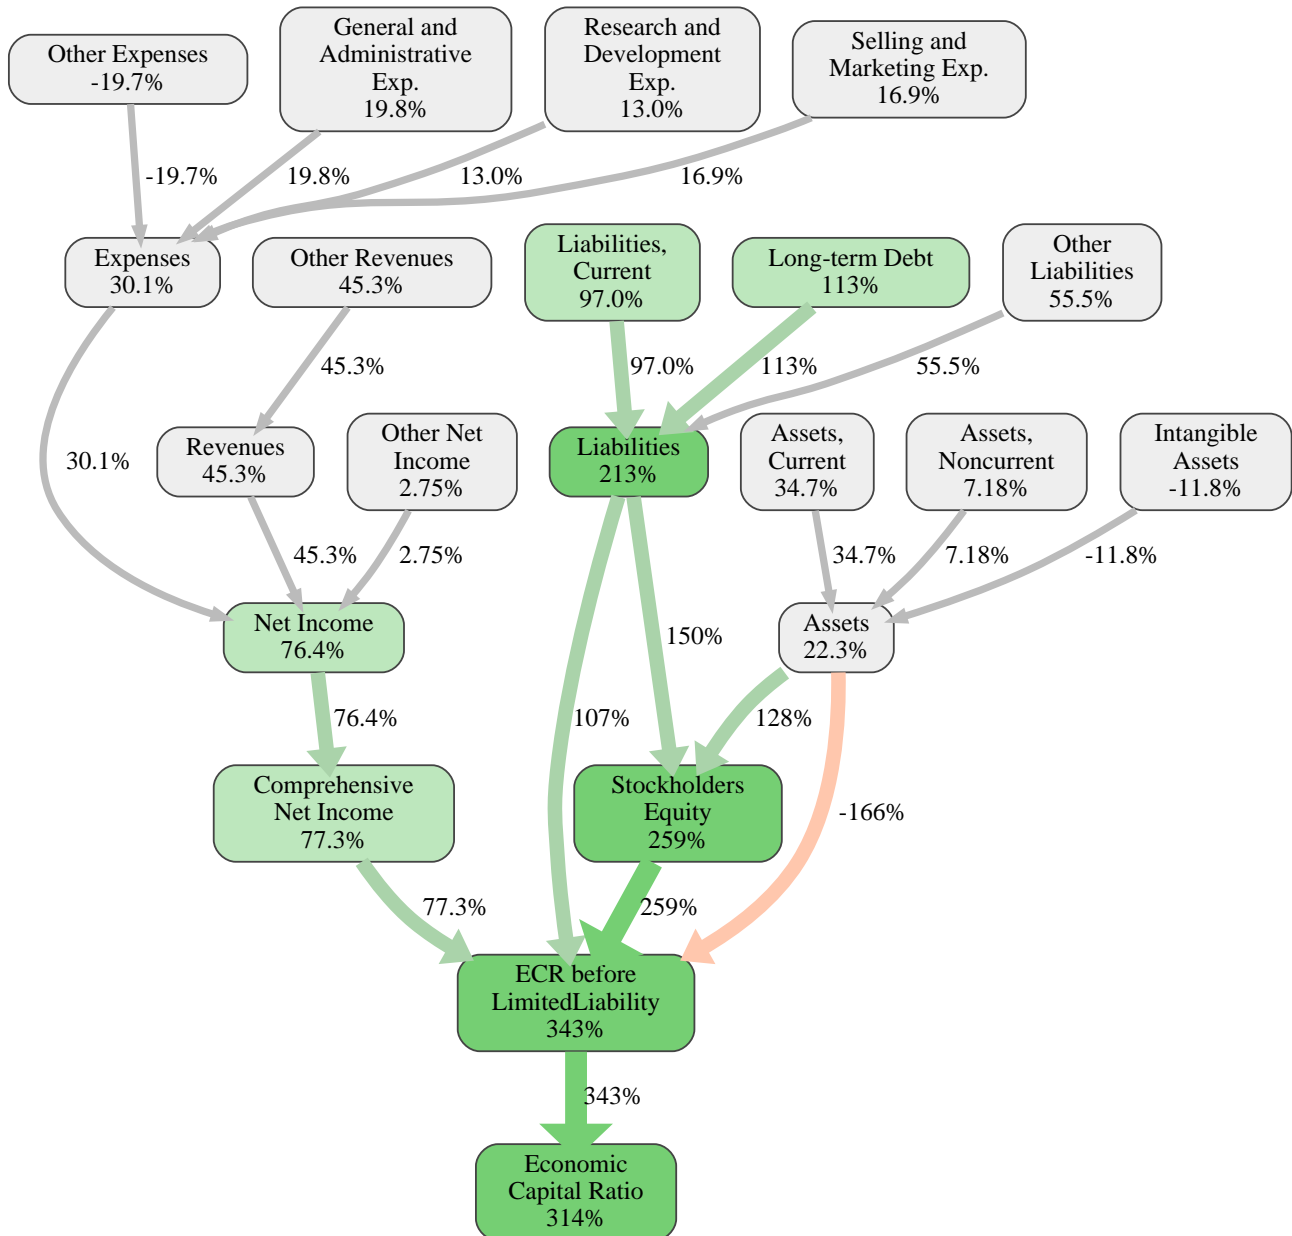 Other Expenses
-19.7%
General and
Administrative
Exp.
19.8%
Research and
Development
Exp.
13.0%
Selling and
Marketing Exp.
16.9%
-19.7%
19.8%
13.0%
16.9%
Expenses
30.1%
Other Revenues
45.3%
Liabilities,
Current
97.0%
Long-term Debt
113%
Other
Liabilities
55.5%
45.3%
97.0%
113%
55.5%
30.1%
Revenues
45.3%
Other Net
Income
2.75%
Liabilities
213%
Assets,
Current
34.7%
Assets,
Noncurrent
7.18%
Intangible
Assets
-11.8%
45.3%
2.75%
34.7%
7.18%
-11.8%
Net Income
76.4%
150%
Assets
22.3%
76.4%
107%
128%
Comprehensive
Net Income
77.3%
Stockholders
Equity
259%
-166%
77.3%
259%
ECR before
LimitedLiability
343%
343%
Economic
Capital Ratio
314%